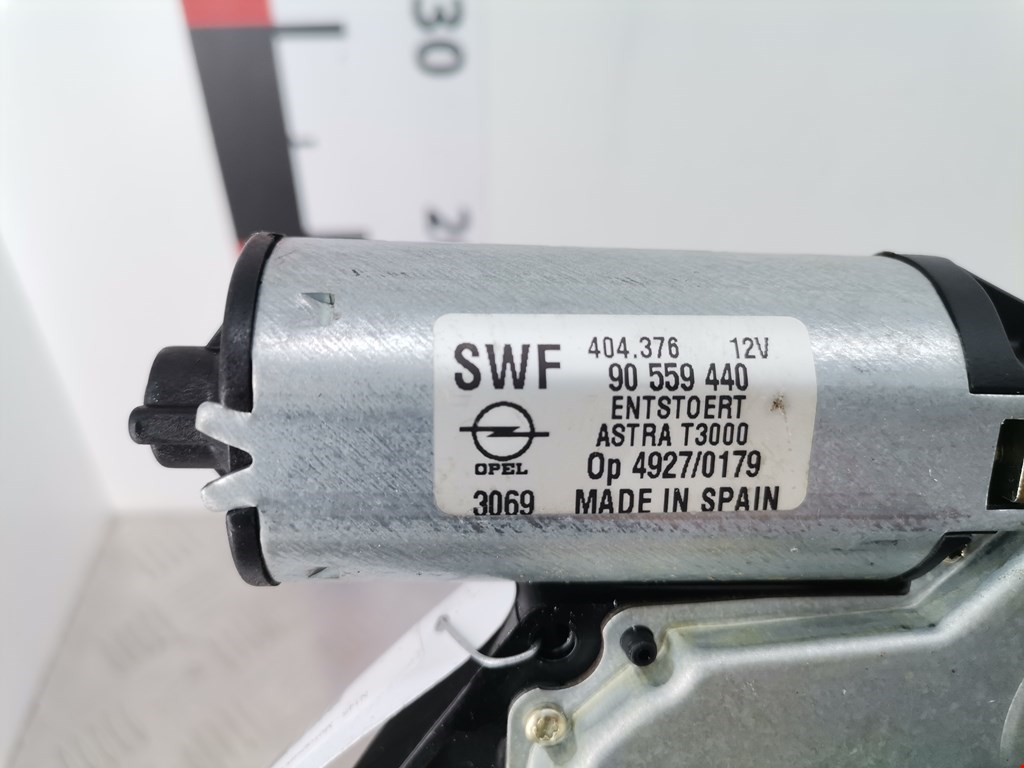 30
SWF 404.376 12V
90 559 440
ENTSTOERT
ASTRA T3000
OPEL Op 4927/0179
3069 MADE IN SPAIN